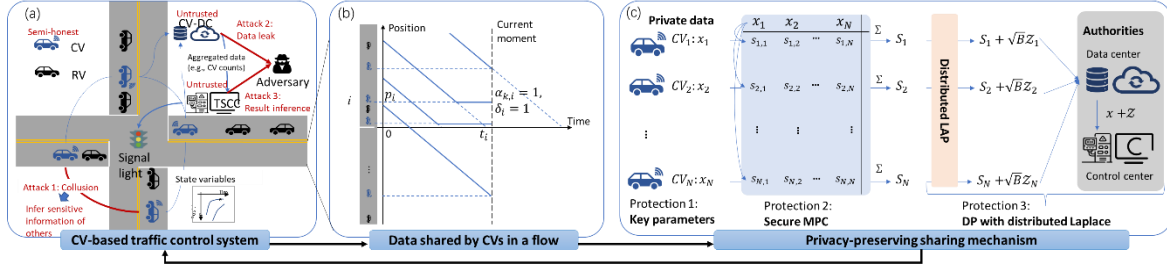 (a)
Untrusted
CV-DC
Attack 2:
Data leak
Semi-honest
CV
RV
Aggregated data
(e.g., CV counts)
Adversary
Untrusted
TSCC
Attack 3:
Result inference
Signal
light
Attack 1: Collusion
Infer sensitive
information of
others
State variables
CV-based traffic control system
(b)
Position
Current
moment
i
p_i
α_{k,i} = 1,
δ_i = 1
0
t_i
Time
Data shared by CVs in a flow
(c)
Private data
x_1 x_2 ... x_N
CV_1: x_1
s_{1,1} s_{1,2} ... s_{1,N}
Σ
S_1
S_1 + √BZ_1
CV_2: x_2
s_{2,1} s_{2,2} ... s_{2,N}
Σ
S_2
S_2 + √BZ_2
CV_N: x_N
s_{N,1} s_{N,2} ... s_{N,N}
Σ
S_N
S_N + √BZ_N
Distributed LAP
Authorities
Data center
x + Z
Control center
Protection 1:
Key parameters
Protection 2:
Secure MPC
Protection 3:
DP with distributed Laplace
Privacy-preserving sharing mechanism